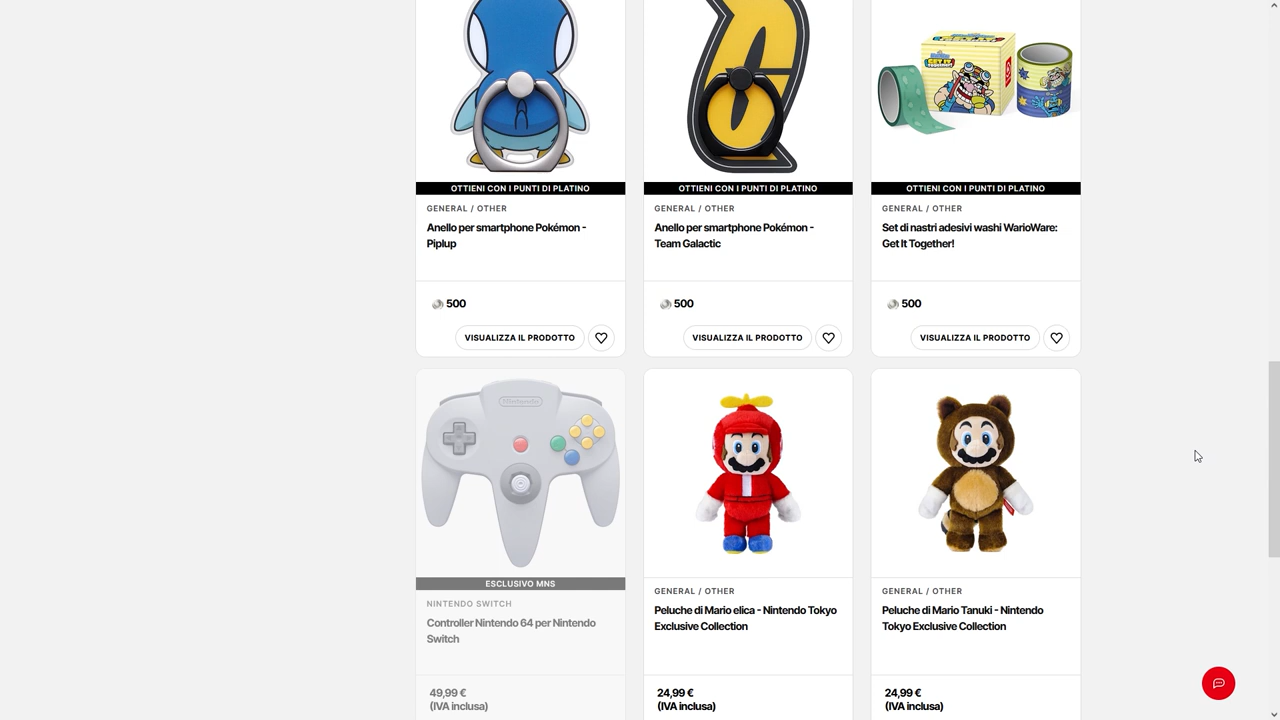 OTTIENI CON I PUNTI DI PLATINO
GENERAL / OTHER
Anello per smartphone Pokémon -
Piplup
500
VISUALIZZA IL PRODOTTO
OTTIENI CON I PUNTI DI PLATINO
GENERAL / OTHER
Anello per smartphone Pokémon -
Team Galactic
500
VISUALIZZA IL PRODOTTO
GET IT
TOGETHER!
OTTIENI CON I PUNTI DI PLATINO
GENERAL / OTHER
Set di nastri adesivi washi WarioWare:
Get It Together!
500
VISUALIZZA IL PRODOTTO
Nintendo
ESCLUSIVO MNS
NINTENDO SWITCH
Controller Nintendo 64 per Nintendo
Switch
49,99 €
(IVA inclusa)
GENERAL / OTHER
Peluche di Mario elica - Nintendo Tokyo
Exclusive Collection
24,99 €
(IVA inclusa)
GENERAL / OTHER
Peluche di Mario Tanuki - Nintendo
Tokyo Exclusive Collection
24,99 €
(IVA inclusa)